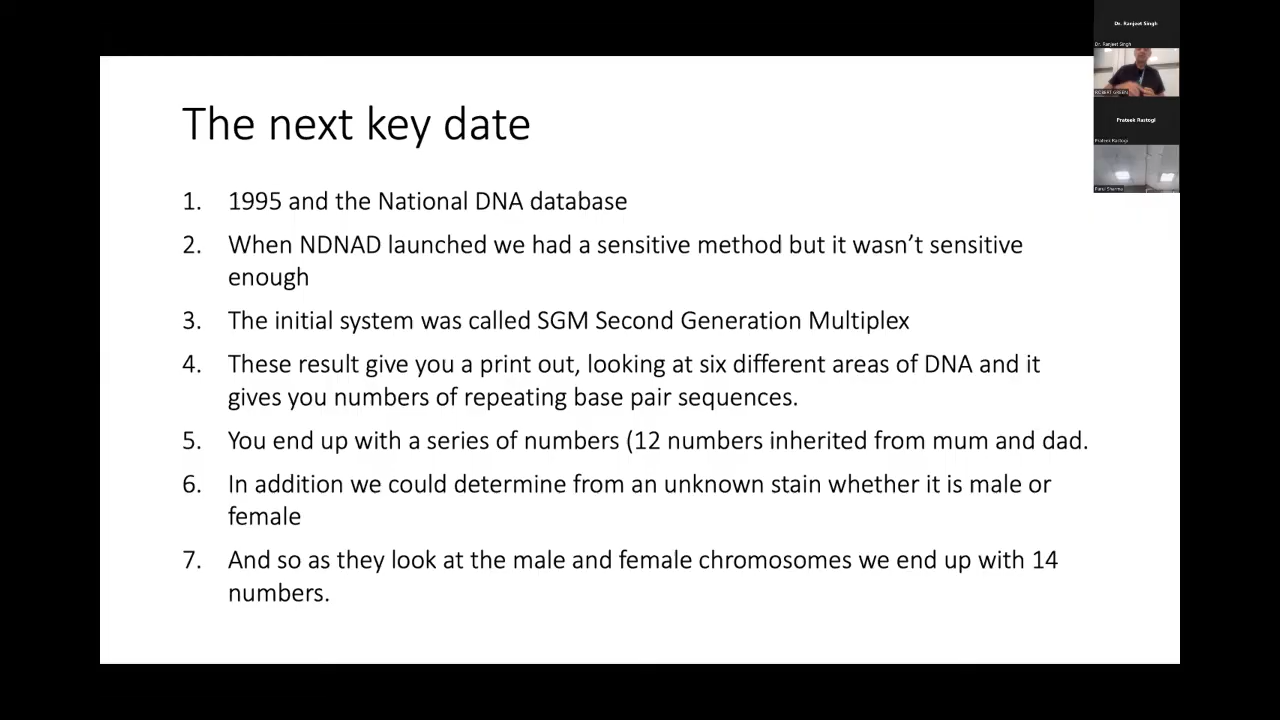 The next key date
1. 1995 and the National DNA database
2. When NDNAD launched we had a sensitive method but it wasn't sensitive
enough
3. The initial system was called SGM Second Generation Multiplex
4. These result give you a print out, looking at six different areas of DNA and it
gives you numbers of repeating base pair sequences.
5. You end up with a series of numbers (12 numbers inherited from mum and dad.
6. In addition we could determine from an unknown stain whether it is male or
female
7. And so as they look at the male and female chromosomes we end up with 14
numbers.
Dr. Ranjeet Singh
Dr. Ranjeet Singh
ROBERT GREEN
Prateek Rastogi
Prateek Rastogi
Parul Sharma